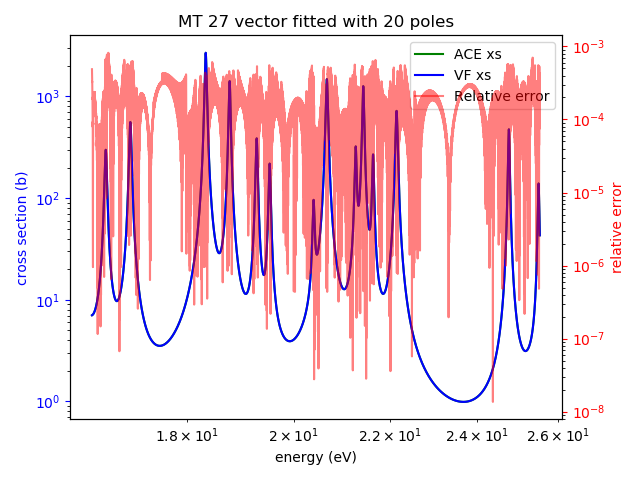 MT 27 vector fitted with 20 poles
ACE xs
VF xs
Relative error
cross section (b)
10³
10²
10¹
10⁰
10⁻³
10⁻⁴
10⁻⁵
10⁻⁶
10⁻⁷
10⁻⁸
relative error
1.8 × 10¹ 2 × 10¹ 2.2 × 10¹ 2.4 × 10¹ 2.6 × 10¹
energy (eV)